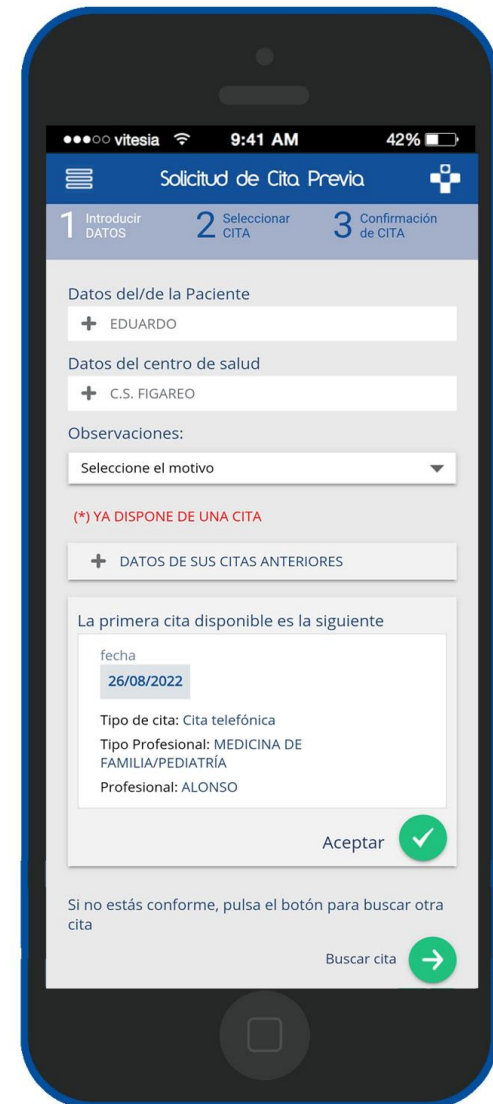 vitesia 9:41 AM 42%
Solicitud de Cita Previa
1 Introducir DATOS 2 Seleccionar CITA 3 Confirmación de CITA
Datos del/de la Paciente
+ EDUARDO
Datos del centro de salud
+ C.S. FIGAREO
Observaciones:
Seleccione el motivo
(*) YA DISPONE DE UNA CITA
+ DATOS DE SUS CITAS ANTERIORES
La primera cita disponible es la siguiente
fecha
26/08/2022
Tipo de cita: Cita telefónica
Tipo Profesional: MEDICINA DE
FAMILIA/PEDIATRÍA
Profesional: ALONSO
Aceptar
Si no estás conforme, pulsa el botón para buscar otra
cita
Buscar cita